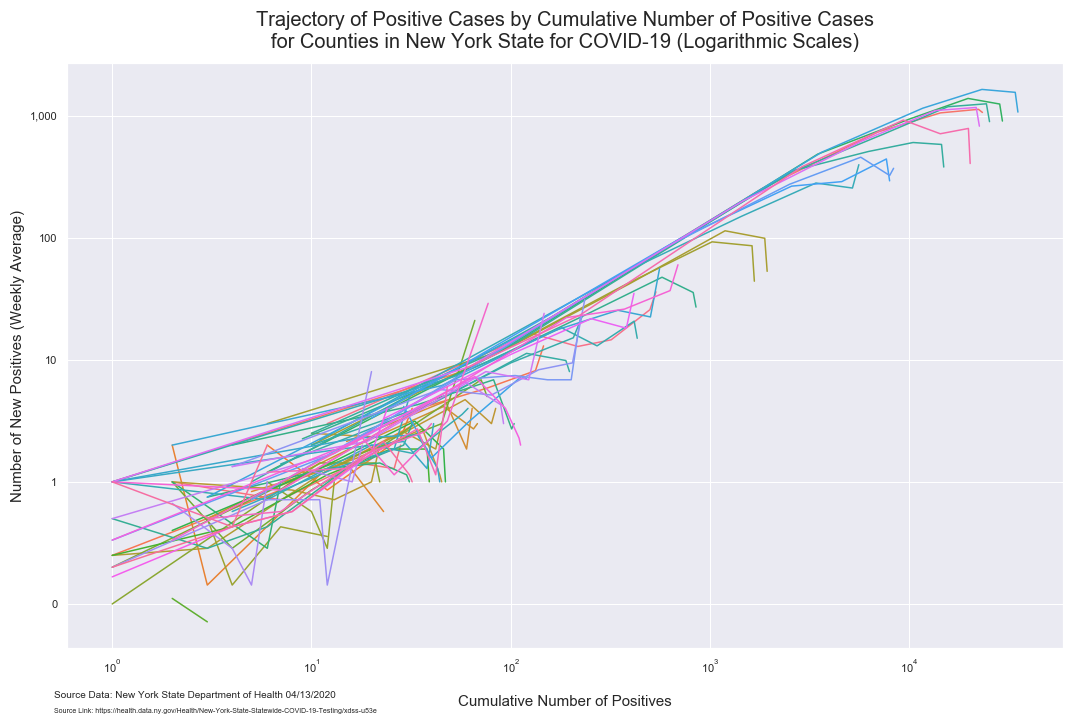 Trajectory of Positive Cases by Cumulative Number of Positive Cases
for Counties in New York State for COVID-19 (Logarithmic Scales)
Number of New Positives (Weekly Average)
1,000
100
10
1
0
10⁰
10¹
10²
10³
10⁴
Cumulative Number of Positives
Source Data: New York State Department of Health 04/13/2020
Source Link: https://health.data.ny.gov/Health/New-York-State-Statewide-COVID-19-Testing/xdss-u53e